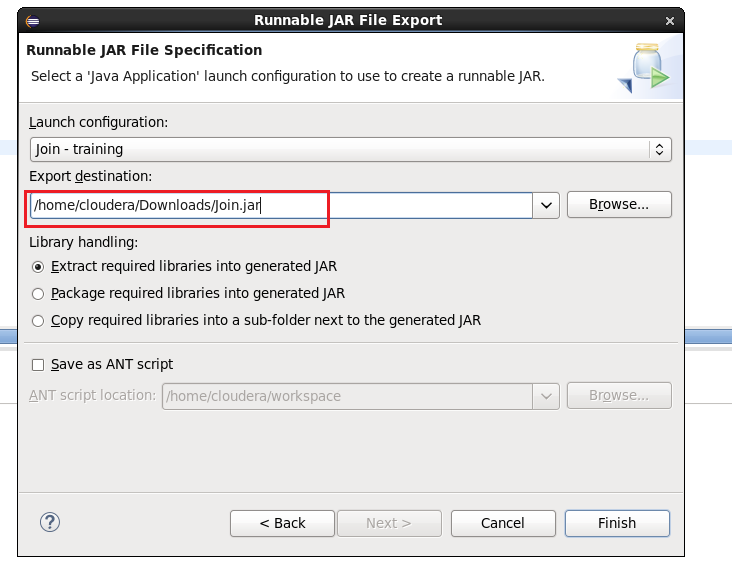 Runnable JAR File Export
Runnable JAR File Specification
Select a 'Java Application' launch configuration to use to create a runnable JAR.
Launch configuration:
Join - training
Export destination:
/home/cloudera/Downloads/Join.jar
Browse...
Library handling:
Extract required libraries into generated JAR
Package required libraries into generated JAR
Copy required libraries into a sub-folder next to the generated JAR
Save as ANT script
ANT script location: /home/cloudera/workspace Browse...
? < Back Next > Cancel Finish